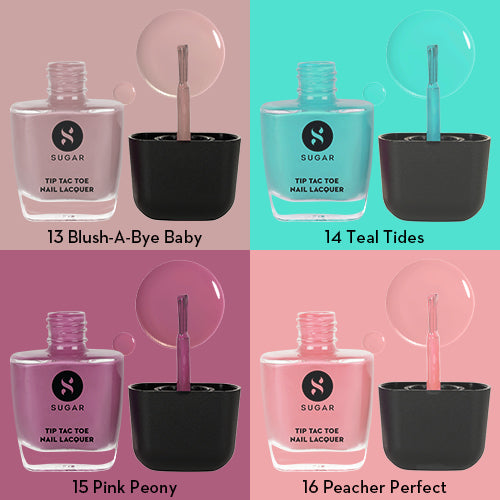 SUGAR
TIP TAC TOE
NAIL LACQUER
13 Blush-A-Bye Baby
SUGAR
TIP TAC TOE
NAIL LACQUER
14 Teal Tides
SUGAR
TIP TAC TOE
NAIL LACQUER
15 Pink Peony
SUGAR
TIP TAC TOE
NAIL LACQUER
16 Peacher Perfect